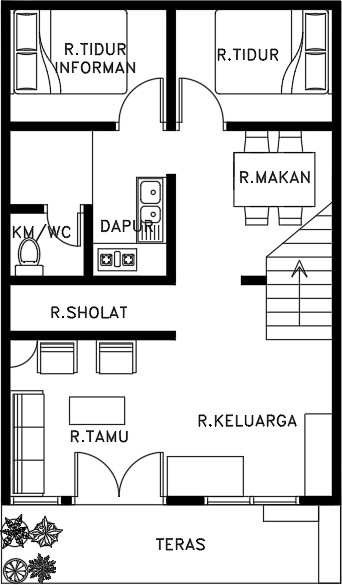 R.TIDUR
INFORMAN
R.TIDUR
R.MAKAN
KM/WC
DAPUR
R.SHOLAT
R.KELUARGA
R.TAMU
TERAS